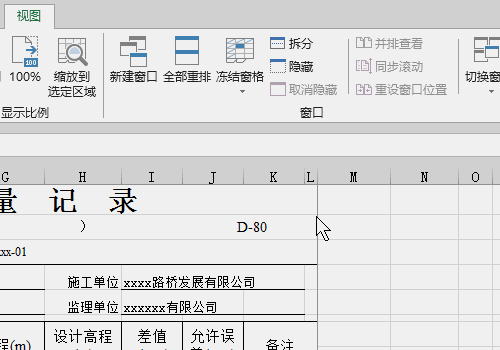 视图
100%
缩放到
选定区域
显示比例
新建窗口
全部重排
冻结窗格
拆分
隐藏
取消隐藏
窗口
并排查看
同步滚动
重设窗口位置
切换窗
G H I J K L M N O
量 记 录
) D-80
xx-01
施工单位 xxxx路桥发展有限公司
监理单位 xxxxxx有限公司
程(m) 设计高程 差值 允许误 备注